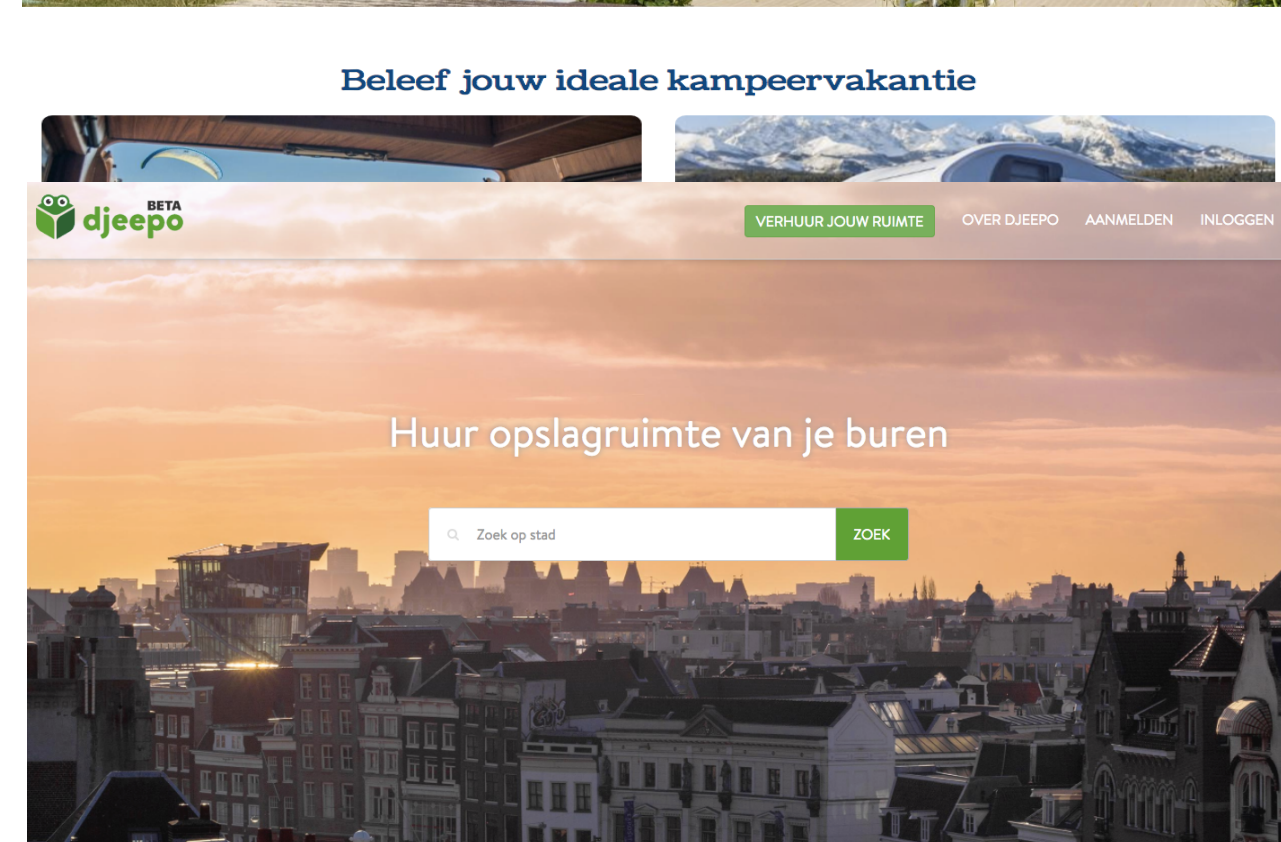 Beleef jouw ideale kampeervakantie
BETA
djeepo
VERHUUR JOUW RUIMTE
OVER DJEEPO
AANMELDEN
INLOGGEN
Huur opslagruimte van je buren
Zoek op stad
ZOEK